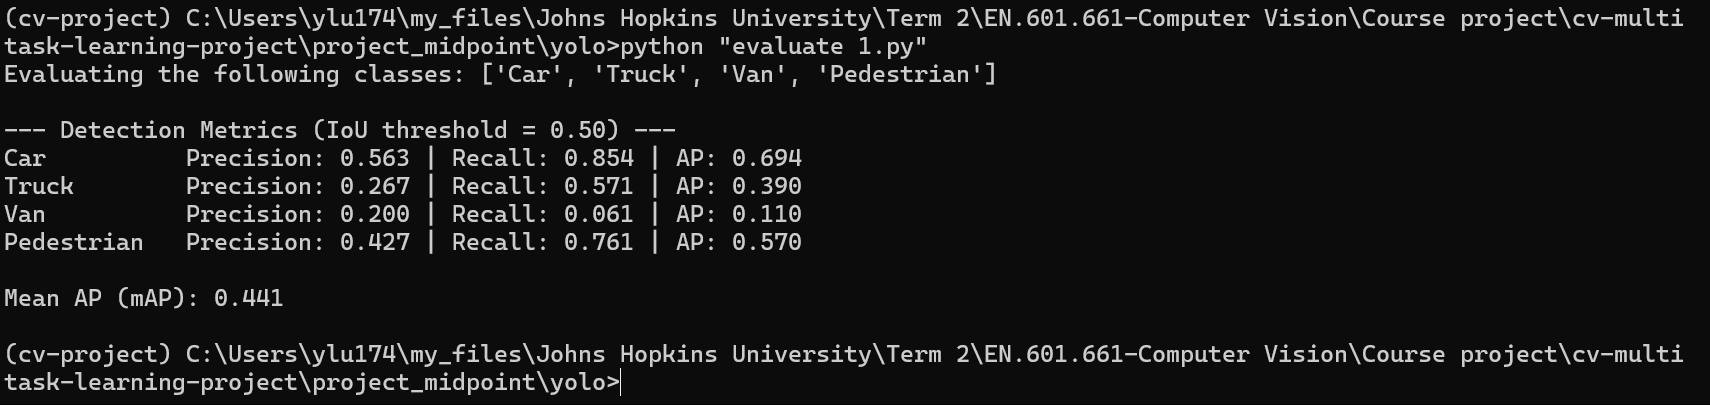 (cv-project) C:\Users\ylu174\my_files\Johns Hopkins University\Term 2\EN.601.661-Computer Vision\Course project\cv-multi
task-learning-project\project_midpoint\yolo>python "evaluate 1.py"
Evaluating the following classes: ['Car', 'Truck', 'Van', 'Pedestrian']

--- Detection Metrics (IoU threshold = 0.50) ---
Car          Precision: 0.563 | Recall: 0.854 | AP: 0.694
Truck        Precision: 0.267 | Recall: 0.571 | AP: 0.390
Van          Precision: 0.200 | Recall: 0.061 | AP: 0.110
Pedestrian   Precision: 0.427 | Recall: 0.761 | AP: 0.570

Mean AP (mAP): 0.441

(cv-project) C:\Users\ylu174\my_files\Johns Hopkins University\Term 2\EN.601.661-Computer Vision\Course project\cv-multi
task-learning-project\project_midpoint\yolo>